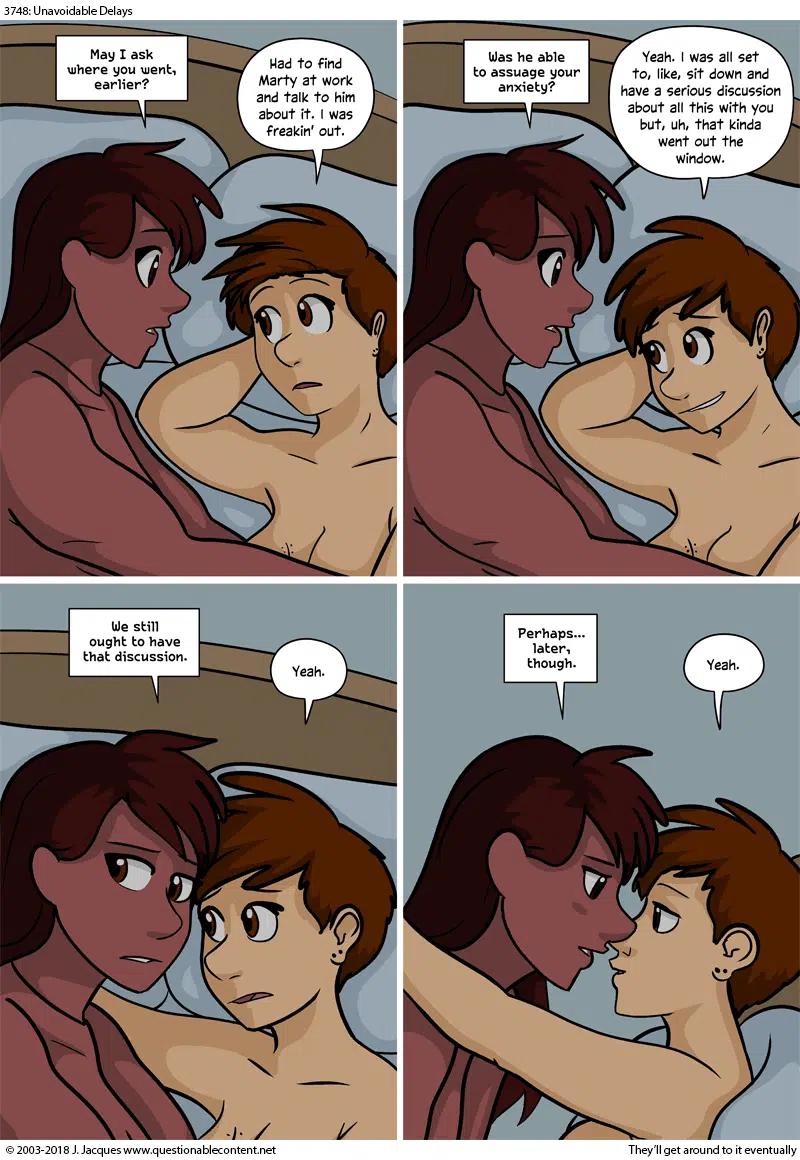 3748: Unavoidable Delays
May I ask
where you went,
earlier?
Had to find
Marty at work
and talk to him
about it. I was
freakin' out.
Was he able
to assuage your
anxiety?
Yeah. I was all set
to, like, sit down and
have a serious discussion
about all this with you
but, uh, that kinda
went out the
window.
We still
ought to have
that discussion.
Yeah.
Perhaps...
later,
though.
Yeah.
© 2003-2018 J. Jacques www.questionablecontent.net
They'll get around to it eventually